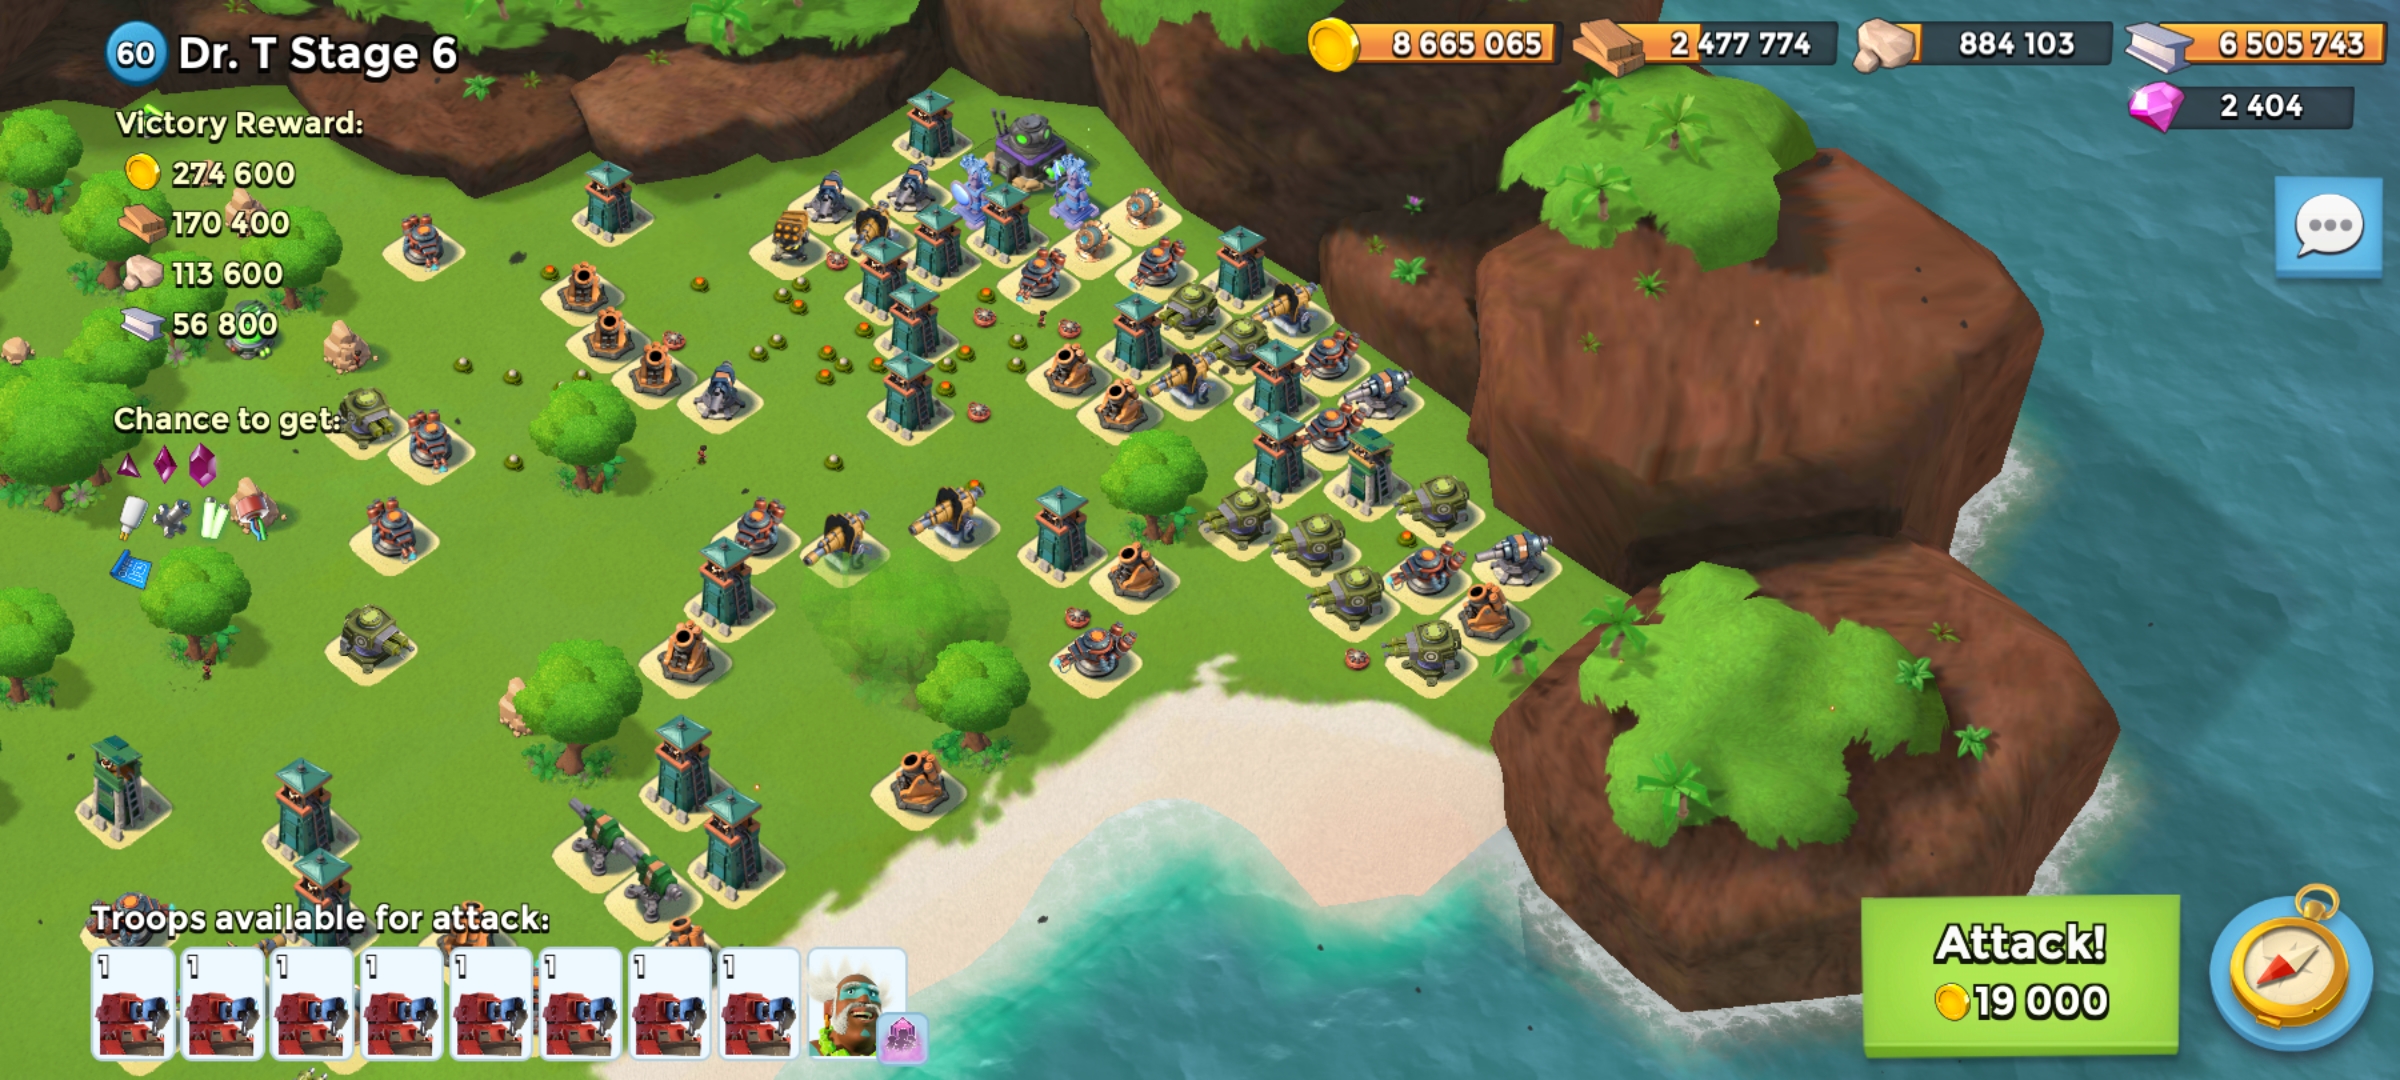 60 Dr. T Stage 6
8 665 065
2 477 774
884 103
6 505 743
2 404
Victory Reward:
274 600
170 400
113 600
56 800
Chance to get:
Troops available for attack:
1 1 1 1 1 1 1 1
Attack!
19 000